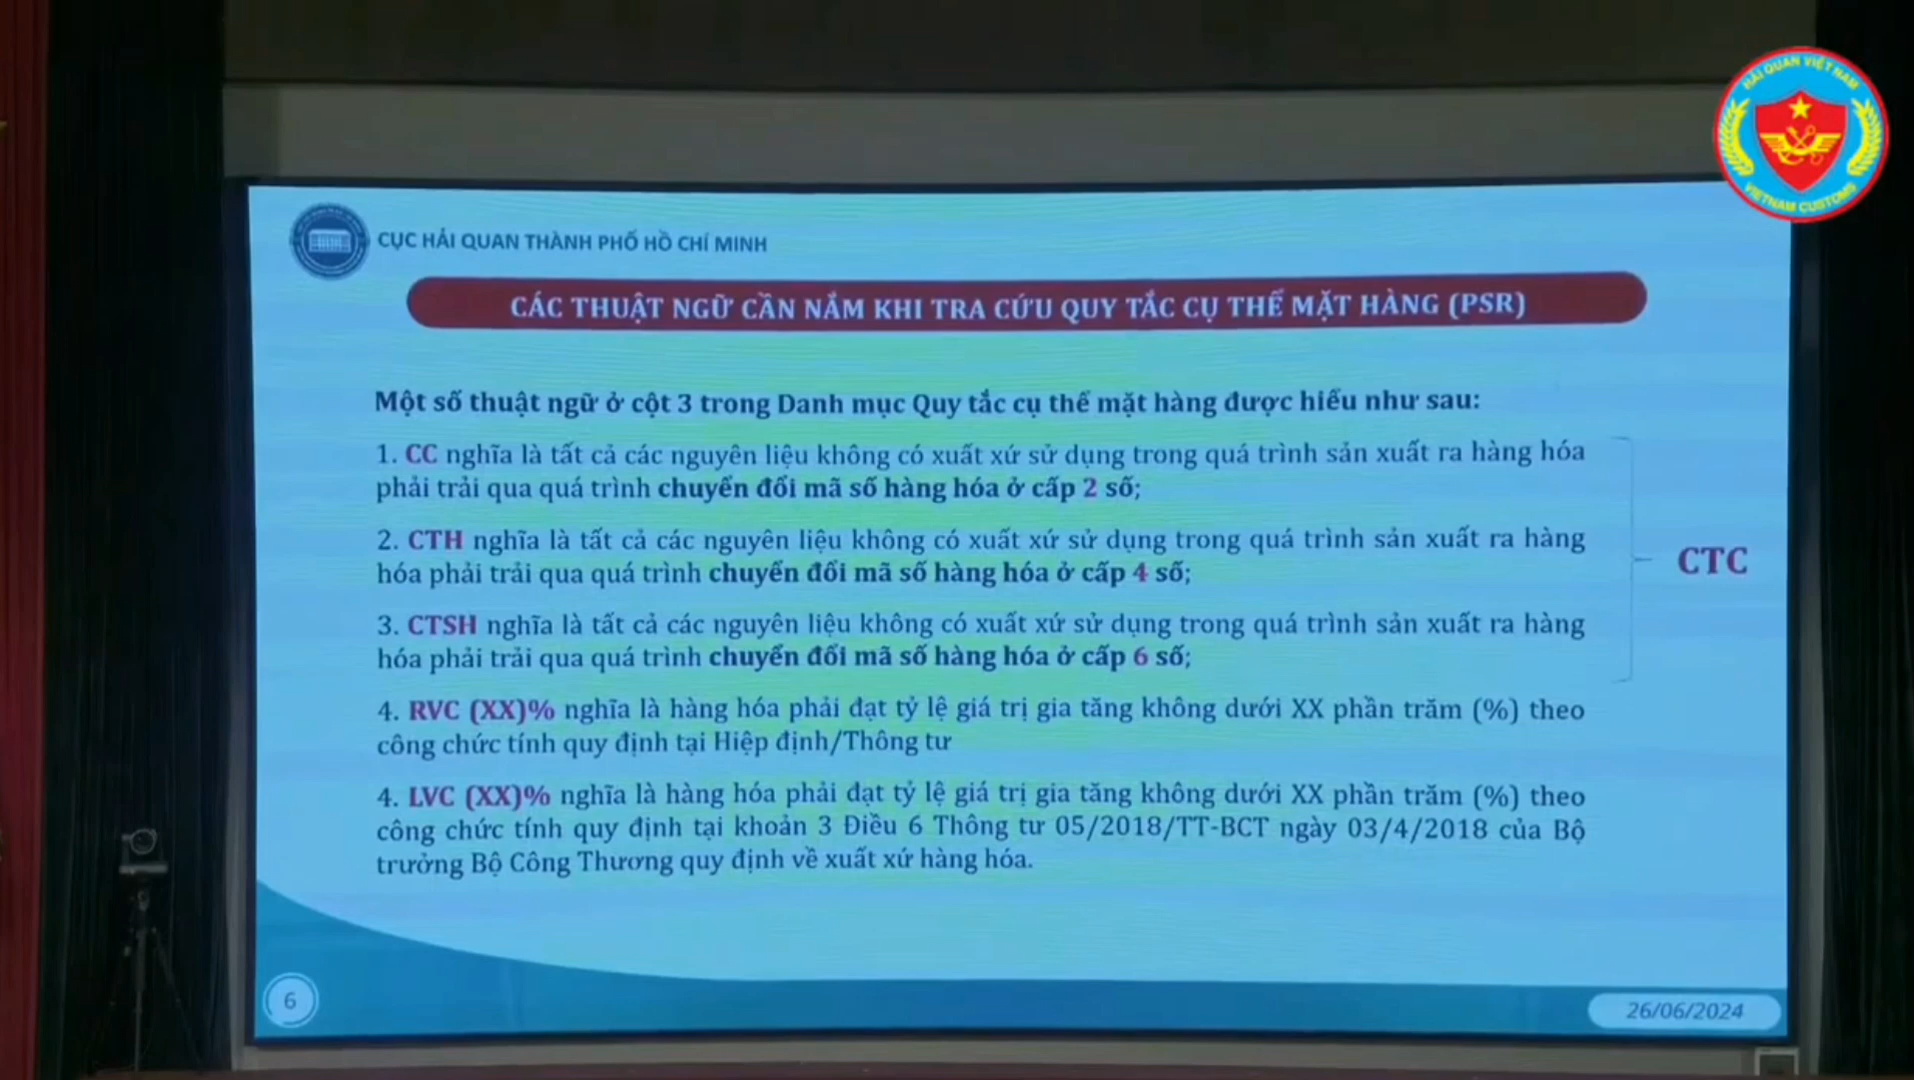 HẢI QUAN VIỆT NAM
VIETNAM CUSTOMS
CỤC HẢI QUAN THÀNH PHỐ HỒ CHÍ MINH
CÁC THUẬT NGỮ CẦN NẮM KHI TRA CỨU QUY TẮC CỤ THỂ MẶT HÀNG (PSR)
Một số thuật ngữ ở cột 3 trong Danh mục Quy tắc cụ thể mặt hàng được hiểu như sau:
1. CC nghĩa là tất cả các nguyên liệu không có xuất xứ sử dụng trong quá trình sản xuất ra hàng hóa
phải trải qua quá trình chuyển đổi mã số hàng hóa ở cấp 2 số;
2. CTH nghĩa là tất cả các nguyên liệu không có xuất xứ sử dụng trong quá trình sản xuất ra hàng
hóa phải trải qua quá trình chuyển đổi mã số hàng hóa ở cấp 4 số;
3. CTSH nghĩa là tất cả các nguyên liệu không có xuất xứ sử dụng trong quá trình sản xuất ra hàng
hóa phải trải qua quá trình chuyển đổi mã số hàng hóa ở cấp 6 số;
CTC
4. RVC (XX)% nghĩa là hàng hóa phải đạt tỷ lệ giá trị gia tăng không dưới XX phần trăm (%) theo
công chức tính quy định tại Hiệp định/Thông tư
4. LVC (XX)% nghĩa là hàng hóa phải đạt tỷ lệ giá trị gia tăng không dưới XX phần trăm (%) theo
công chức tính quy định tại khoản 3 Điều 6 Thông tư 05/2018/TT-BCT ngày 03/4/2018 của Bộ
trưởng Bộ Công Thương quy định về xuất xứ hàng hóa.
6
26/06/2024